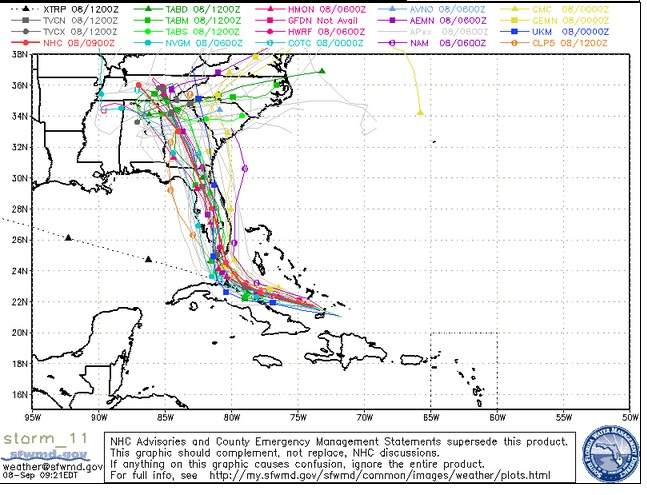 XTRP 08/1200Z TABD 08/1200Z HMON 08/0600Z AVNO 08/0600Z CMC 08/0000Z
TVCN 08/1200Z TABM 08/1200Z GFDN Not Avail AEMN 08/0600Z GEMN 08/0000Z
TVCX 08/1200Z TABS 08/1200Z HWRF 08/0600Z APxx 08/0600Z UKM 08/0000Z
NHC 08/0900Z NVGM 08/0600Z COTC 08/0000Z NAM 08/0600Z CLP5 08/1200Z
38N
36N
34N
32N
30N
28N
26N
24N
22N
20N
18N
16N
95W 90W 85W 80W 75W 70W 65W 60W 55W 50W
storm_11
sfwmd.gov
weather@sfwmd.gov
08-Sep 09:21EDT
NHC Advisories and County Emergency Management Statements supersede this product.
This graphic should complement, not replace, NHC discussions.
If anything on this graphic causes confusion, ignore the entire product.
For full info, see http://my.sfwmd.gov/sfwmd/common/images/weather/plots.html